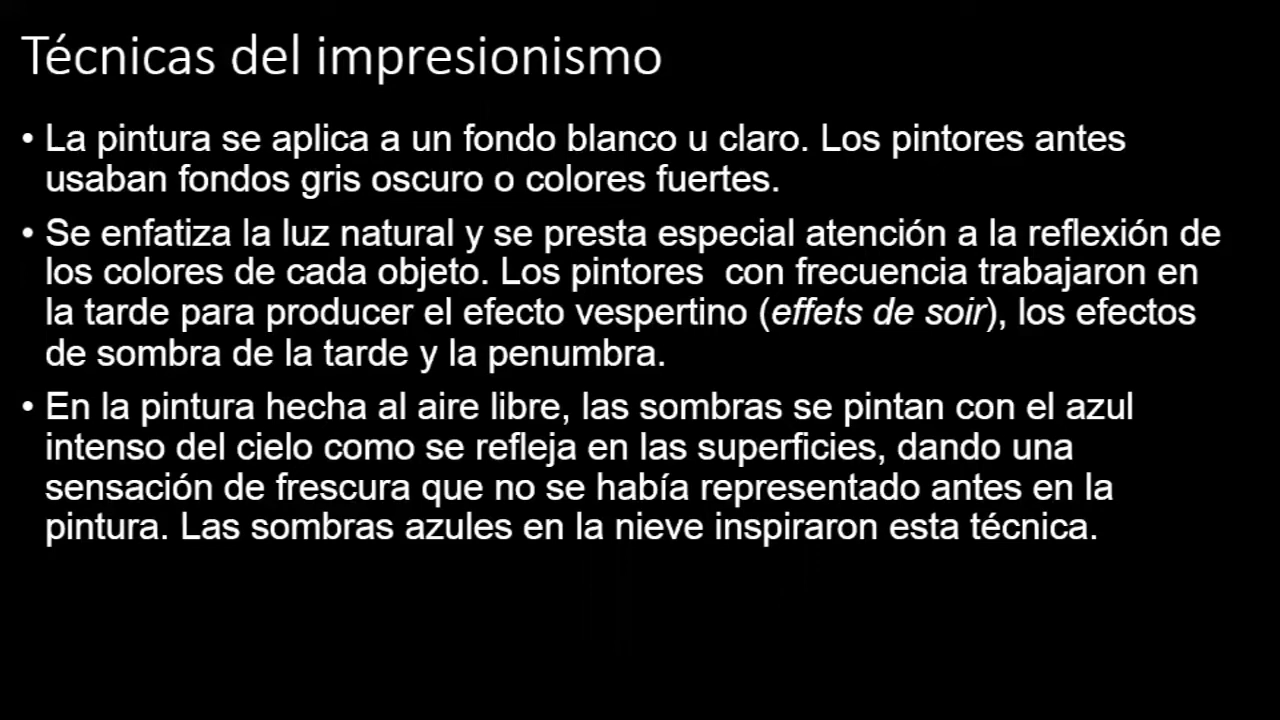 Técnicas del impresionismo
• La pintura se aplica a un fondo blanco u claro. Los pintores antes
usaban fondos gris oscuro o colores fuertes.
• Se enfatiza la luz natural y se presta especial atención a la reflexión de
los colores de cada objeto. Los pintores  con frecuencia trabajaron en
la tarde para producer el efecto vespertino (effets de soir), los efectos
de sombra de la tarde y la penumbra.
• En la pintura hecha al aire libre, las sombras se pintan con el azul
intenso del cielo como se refleja en las superficies, dando una
sensación de frescura que no se había representado antes en la
pintura. Las sombras azules en la nieve inspiraron esta técnica.